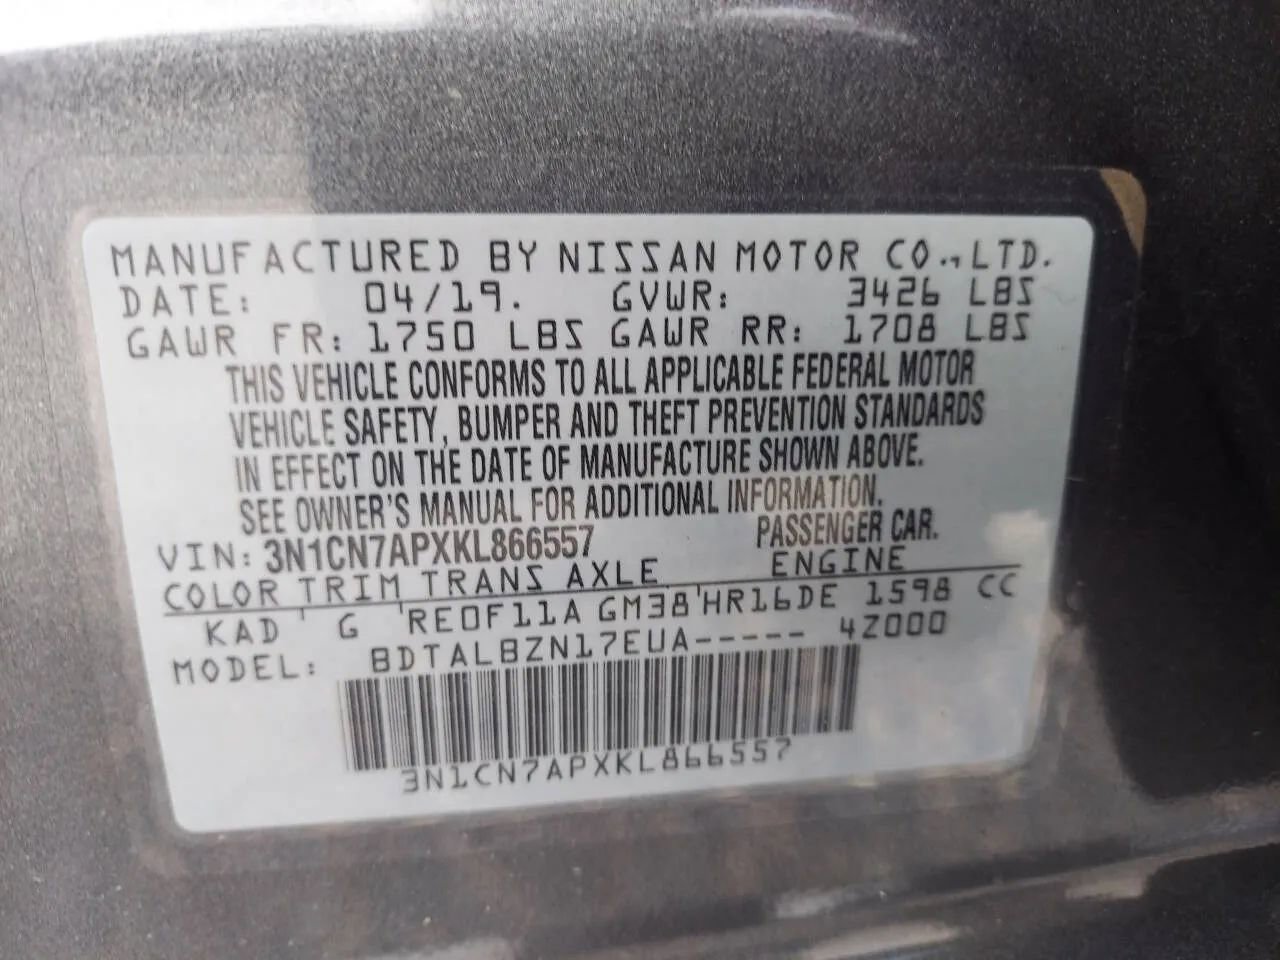 MANUFACTURED BY NISSAN MOTOR CO., LTD.
DATE: 04/19. GVWR: 3426 LBS
GAWR FR: 1750 LBS GAWR RR: 1708 LBS
THIS VEHICLE CONFORMS TO ALL APPLICABLE FEDERAL MOTOR
VEHICLE SAFETY, BUMPER AND THEFT PREVENTION STANDARDS
IN EFFECT ON THE DATE OF MANUFACTURE SHOWN ABOVE.
SEE OWNER'S MANUAL FOR ADDITIONAL INFORMATION.
VIN: 3N1CN7APXKL866557 PASSENGER CAR.
COLOR TRIM TRANS AXLE ENGINE
KAD G 'RE0F11A GM38'HR16DE 1598 CC
MODEL: BDTALBZN17EUA----- 4Z000
3N1CN7APXKL866557